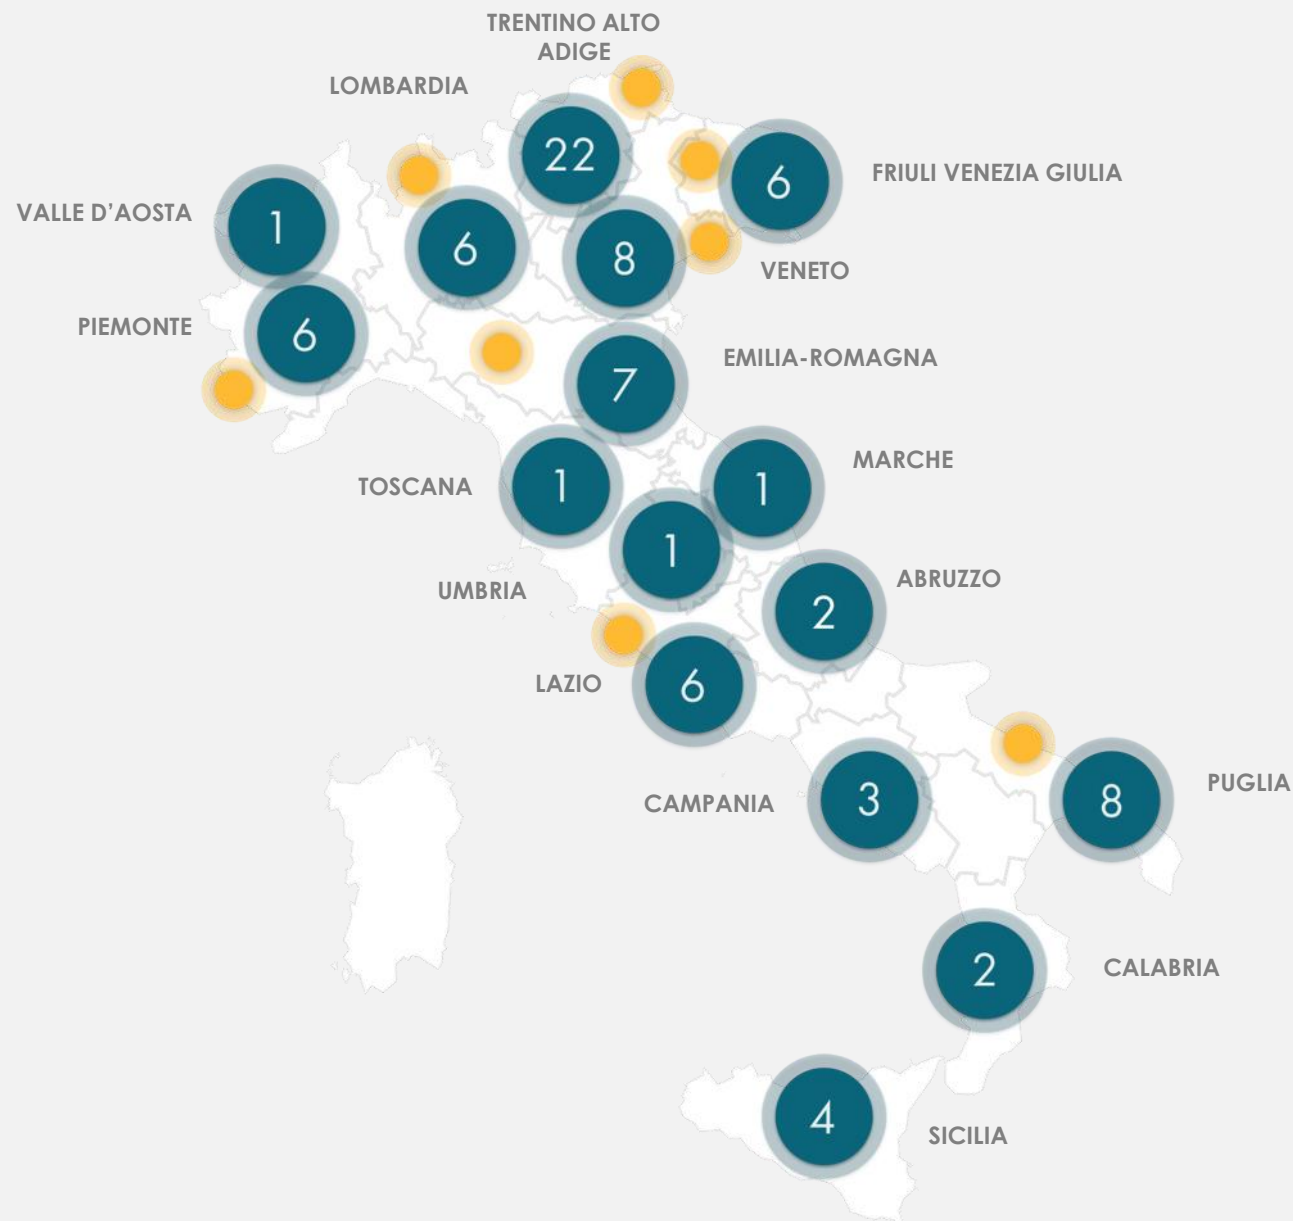 TRENTINO ALTO
ADIGE
LOMBARDIA
22
6
FRIULI VENEZIA GIULIA
VALLE D’AOSTA
1
6
8
VENETO
PIEMONTE
6
7
EMILIA-ROMAGNA
TOSCANA
1
1
MARCHE
UMBRIA
1
2
ABRUZZO
LAZIO
6
CAMPANIA
3
8
PUGLIA
2
CALABRIA
4
SICILIA